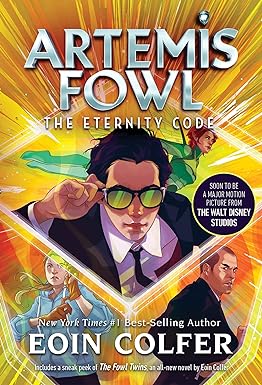 ARTEMIS
FOWL
THE ETERNITY CODE
SOON TO BE
A MAJOR MOTION
PICTURE FROM
THE WALT DISNEY
STUDIOS
New York Times #1 Best-Selling Author
EOIN COLFER
Includes a sneak peek of The Fowl Twins, an all-new novel by Eoin Colfer